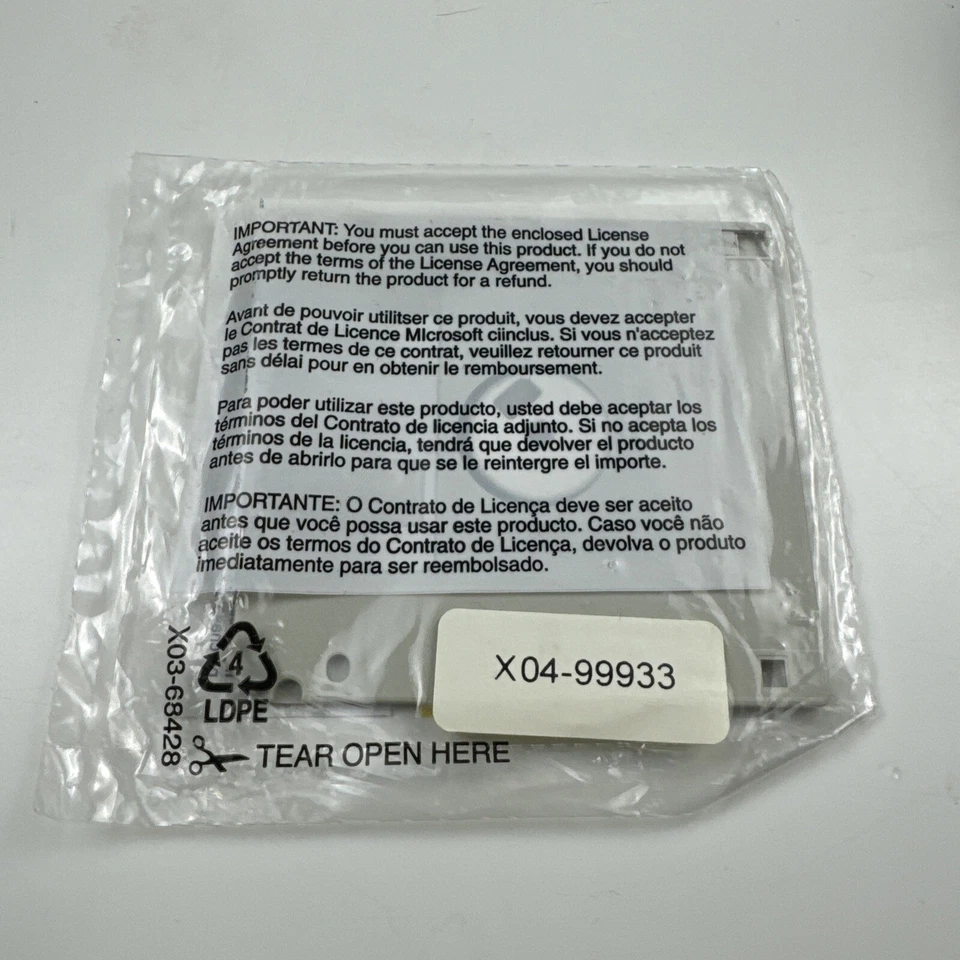 IMPORTANT: You must accept the enclosed License
Agreement before you can use this product. If you do not
accept the terms of the License Agreement, you should
promptly return the product for a refund.
Avant de pouvoir utilitser ce produit, vous devez accepter
le Contrat de Licence MIcrosoft ciinclus. Si vous n'acceptez
pas les termes de ce contrat, veuillez retourner ce produit
sans délai pour en obtenir le remboursement.
Para poder utilizar este producto, usted debe aceptar los
términos del Contrato de licencia adjunto. Si no acepta los
términos de la licencia, tendrá que devolver el producto
antes de abrirlo para que se le reintergre el importe.
IMPORTANTE: O Contrato de Licença deve ser aceito
antes que você possa usar este producto. Caso você não
aceite os termos do Contrato de Licença, devolva o produto
imediatamente para ser reembolsado.
X03-68428
4
LDPE
X04-99933
TEAR OPEN HERE